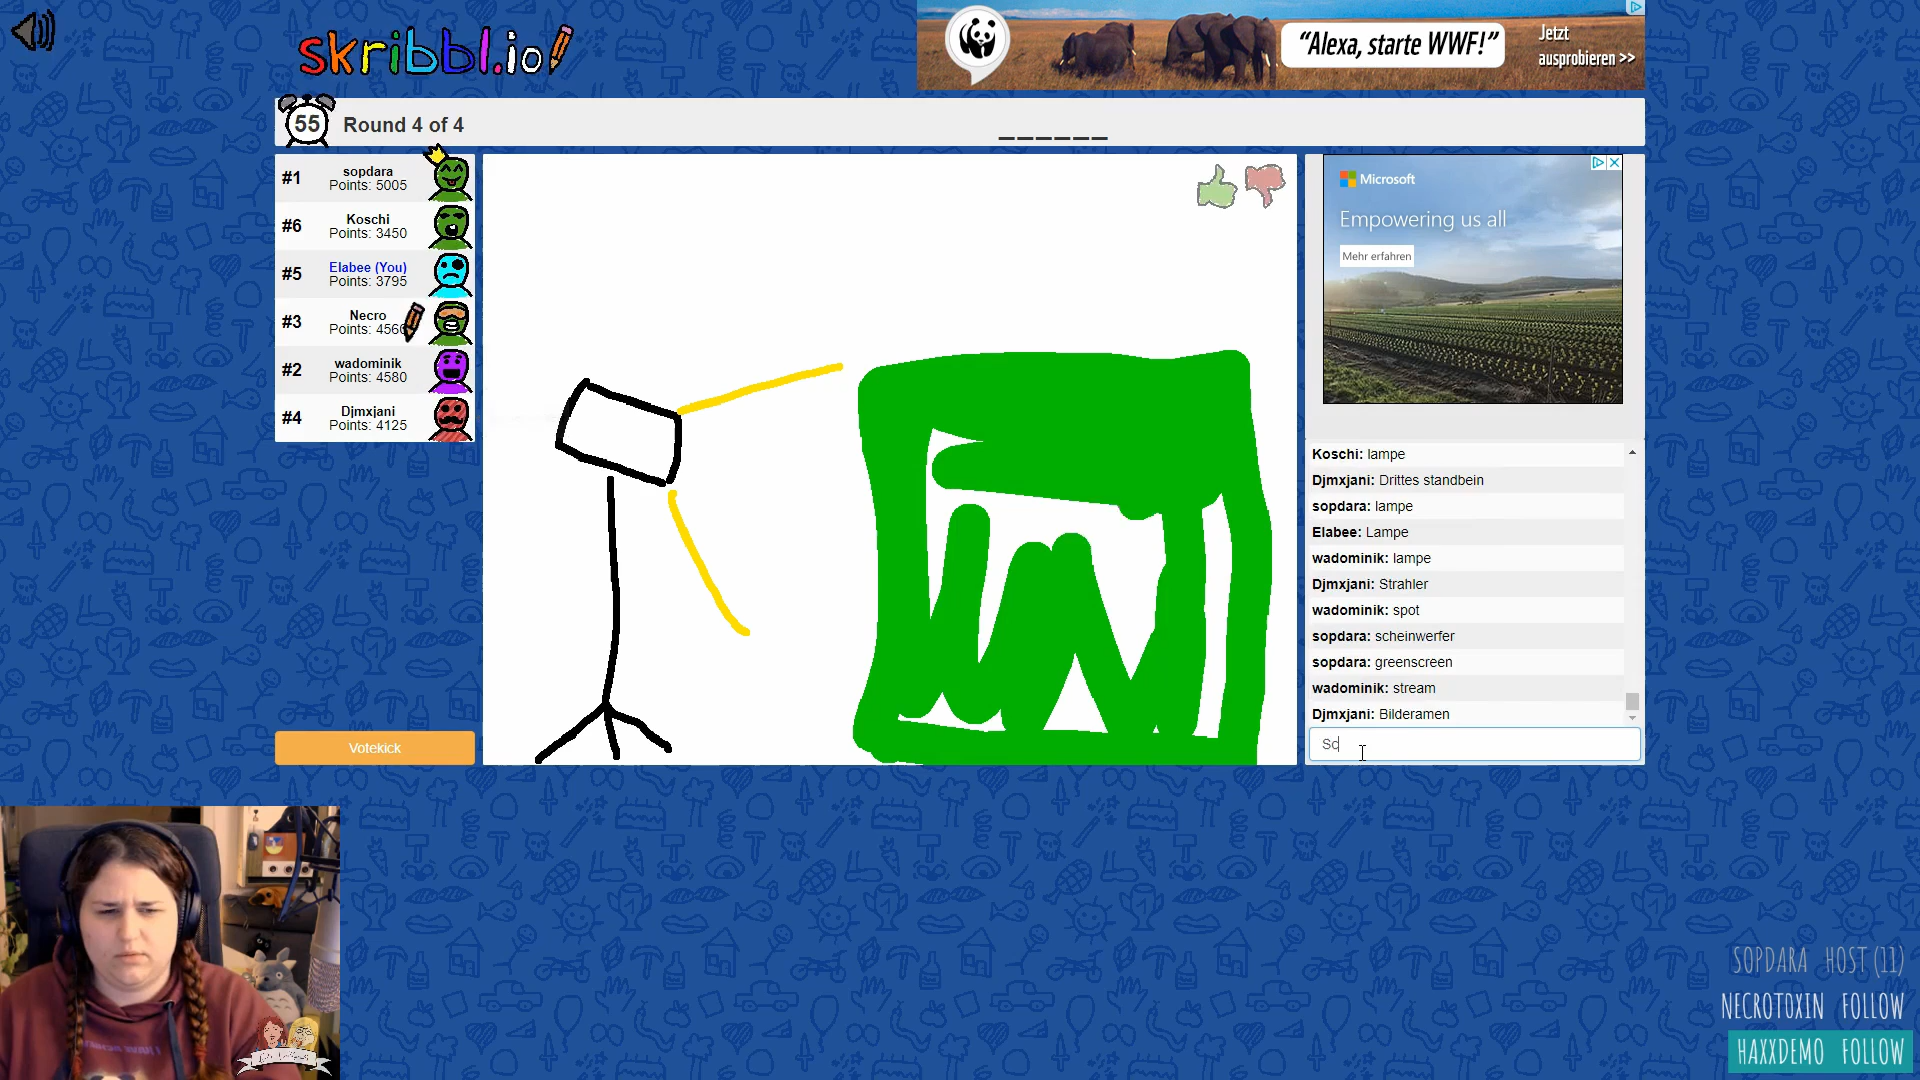 skribbl.io
"Alexa, starte WWF!"
Jetzt
ausprobieren >>
55
Round 4 of 4
______
#1
sopdara
Points: 5005
#6
Koschi
Points: 3450
#5
Elabee (You)
Points: 3795
#3
Necro
Points: 4560
#2
wadominik
Points: 4580
#4
Djmxjani
Points: 4125
Votekick
Microsoft
Empowering us all
Mehr erfahren
Koschi: lampe
Djmxjani: Drittes standbein
sopdara: lampe
Elabee: Lampe
wadominik: lampe
Djmxjani: Strahler
wadominik: spot
sopdara: scheinwerfer
sopdara: greenscreen
wadominik: stream
Djmxjani: Bilderamen
Sc
SOPDARA HOST (11)
NECROTOXIN FOLLOW
HAXXDEMO FOLLOW